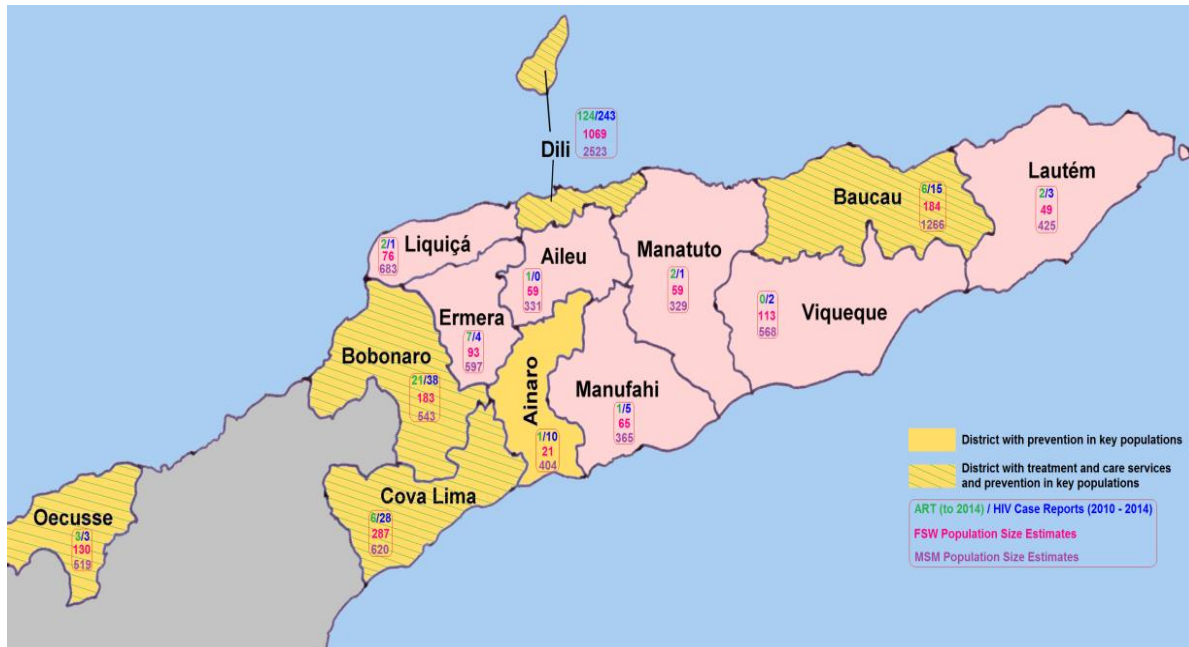 124/243
1069
2523
Dili
Lautém
2/3
49
425
Baucau
6/15
184
1266
Liquiçá
2/1
76
683
Aileu
1/0
59
331
Manatuto
2/1
59
329
Viqueque
0/2
113
568
Ermera
7/4
93
597
Bobonaro
21/38
183
543
Ainaro
1/10
21
404
Manufahi
1/5
65
365
Cova Lima
6/28
287
620
Oecusse
3/3
130
519
District with prevention in key populations
District with treatment and care services
and prevention in key populations
ART (to 2014) / HIV Case Reports (2010 - 2014)
FSW Population Size Estimates
MSM Population Size Estimates